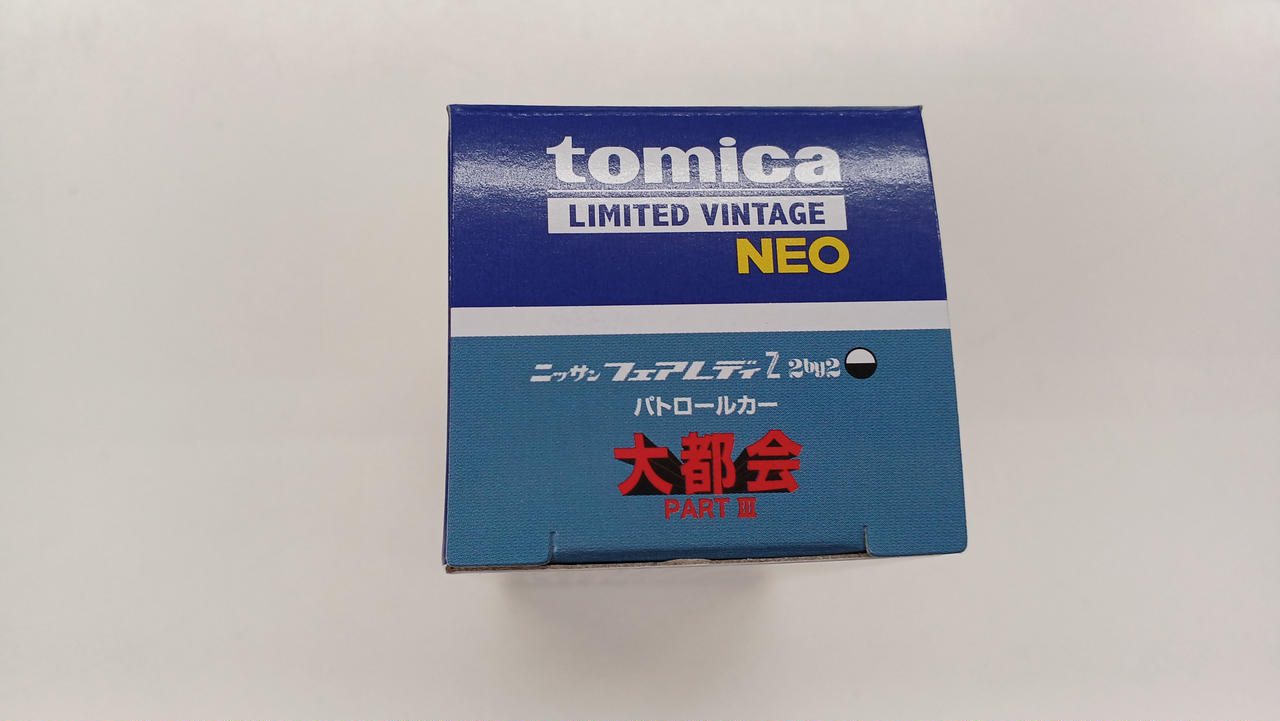 tomica
LIMITED VINTAGE
NEO
ニッサン フェアレディ Z 2by2
パトロールカー
大都会
PART Ⅲ